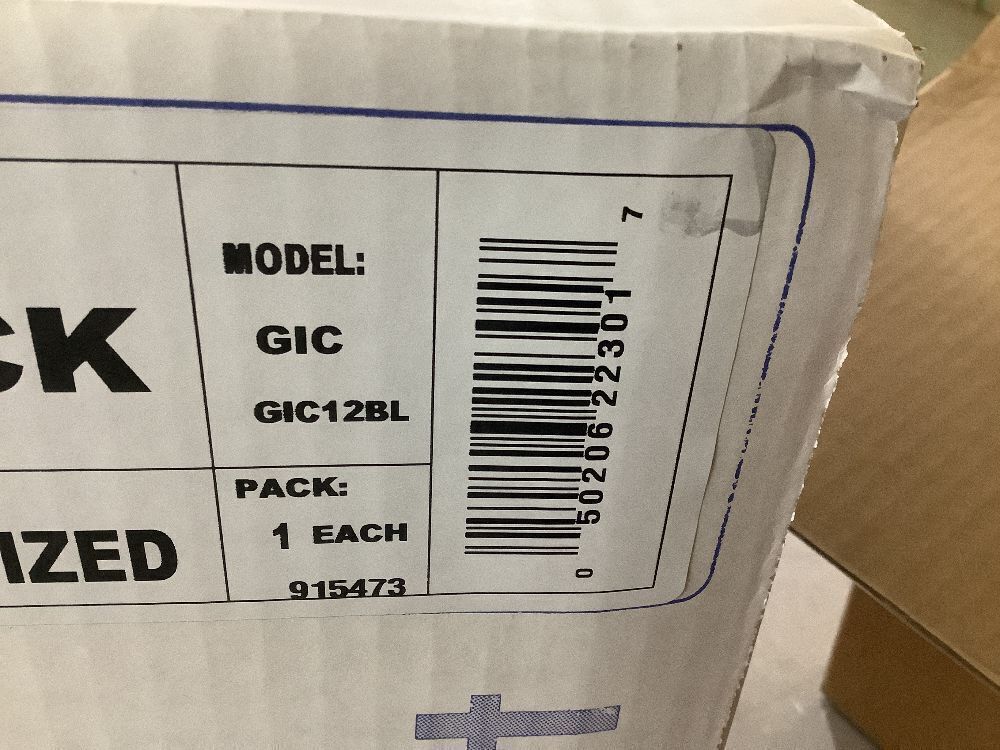 CK
IZED
MODEL:
GIC
GIC12BL
PACK:
1 EACH
915473
0 50206 22301 7
t